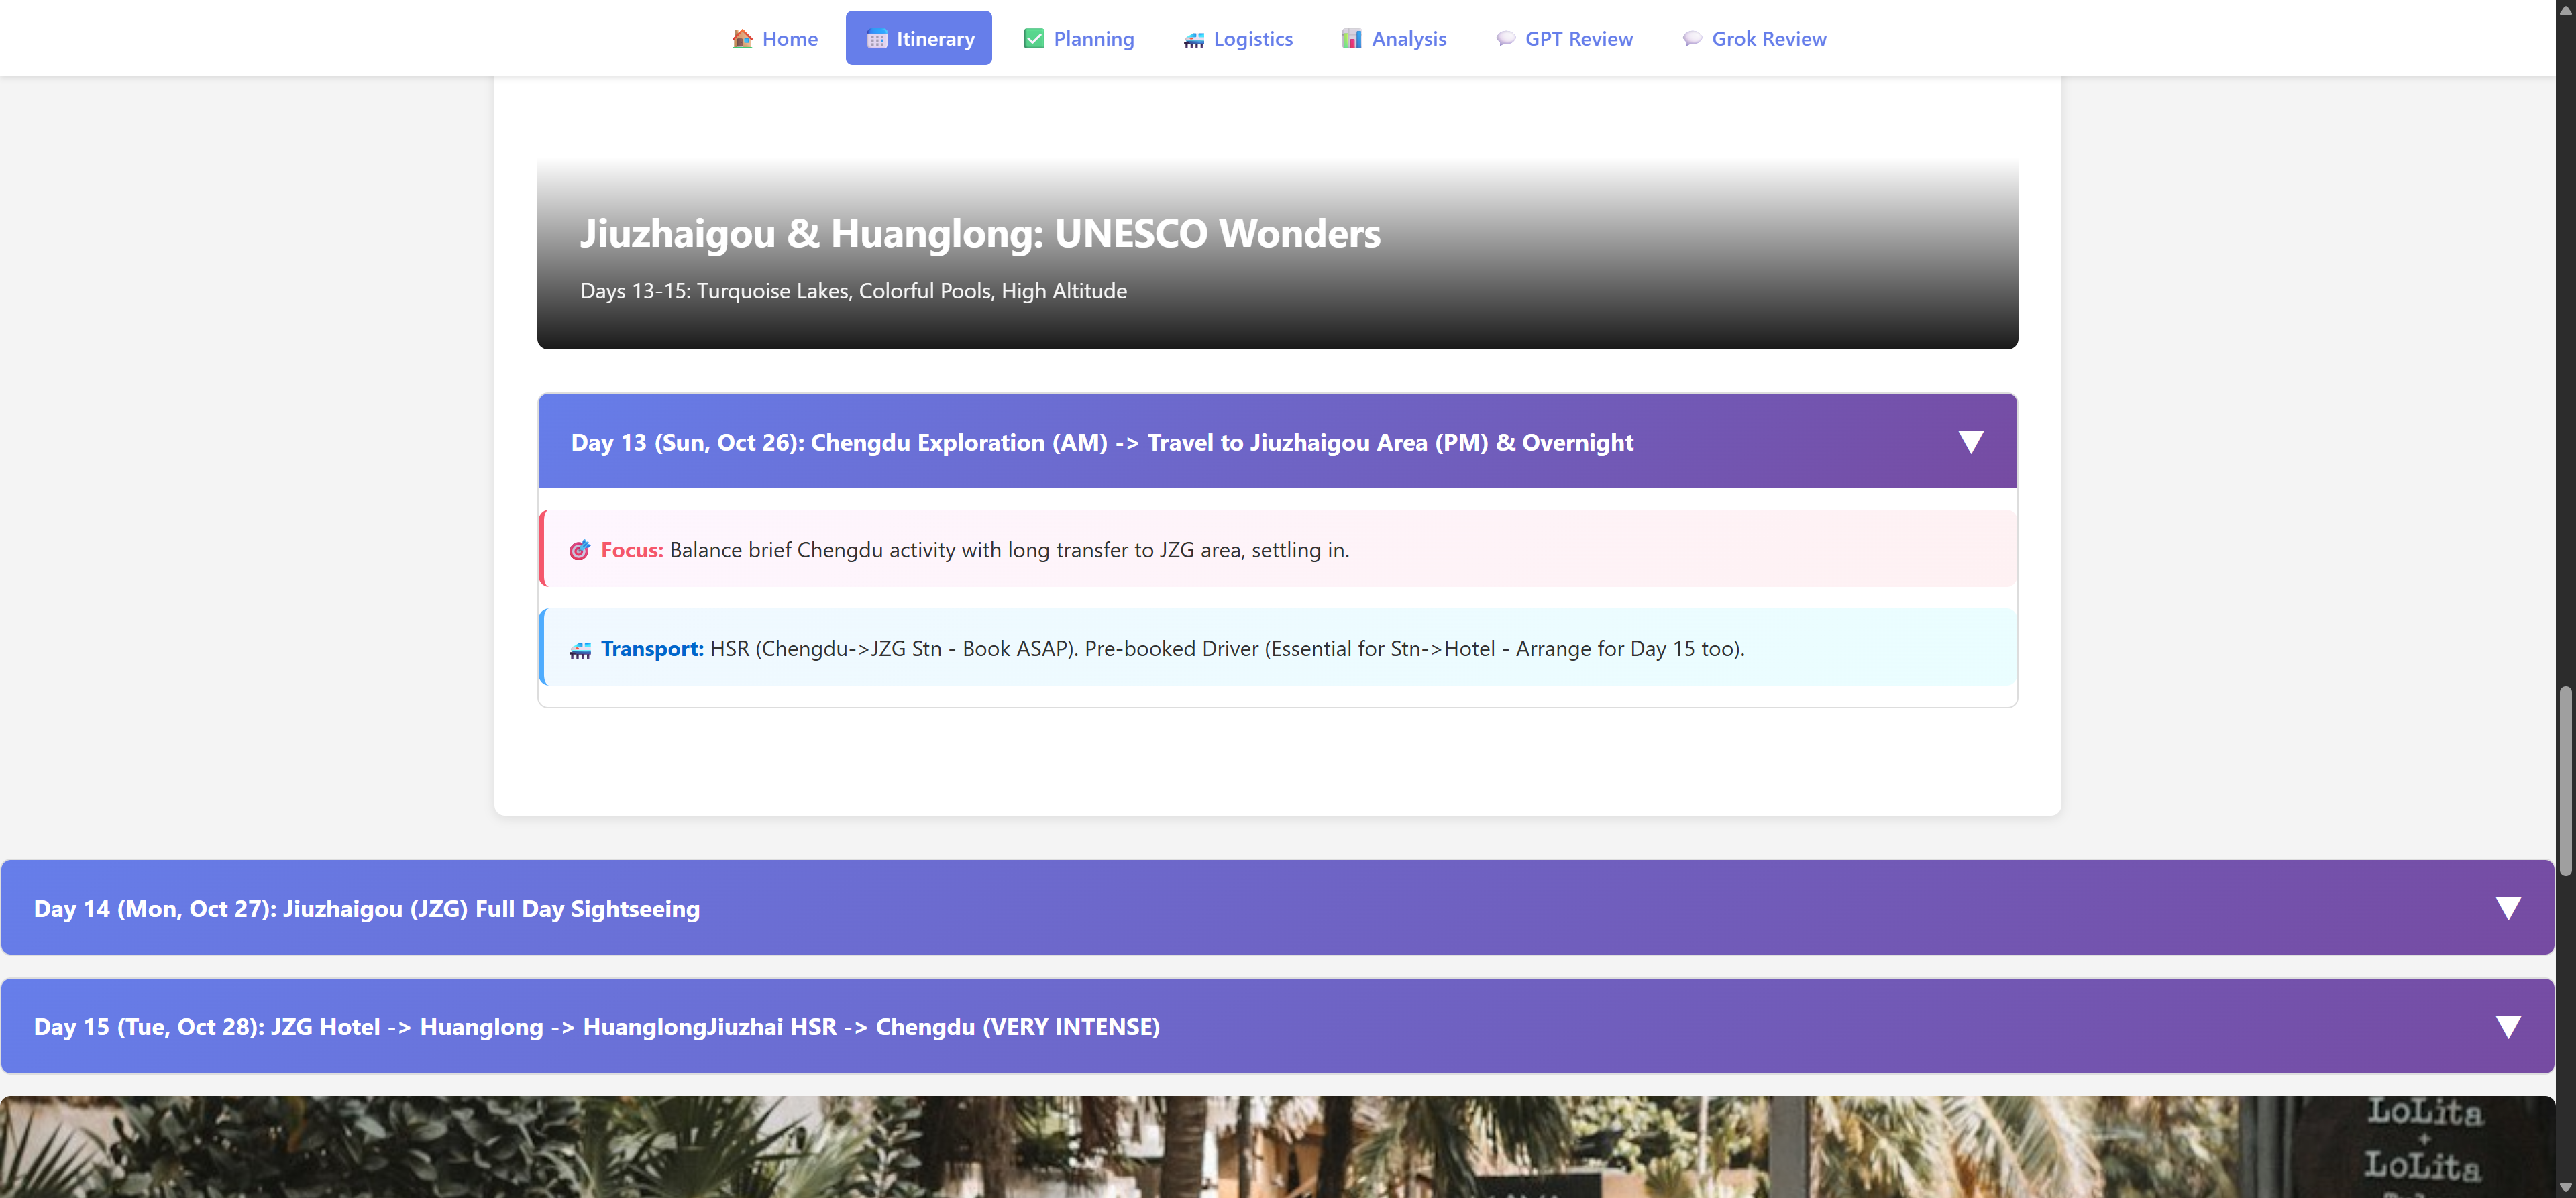 Home
Itinerary
Planning
Logistics
Analysis
GPT Review
Grok Review
Jiuzhaigou & Huanglong: UNESCO Wonders
Days 13-15: Turquoise Lakes, Colorful Pools, High Altitude
Day 13 (Sun, Oct 26): Chengdu Exploration (AM) -> Travel to Jiuzhaigou Area (PM) & Overnight
Focus: Balance brief Chengdu activity with long transfer to JZG area, settling in.
Transport: HSR (Chengdu->JZG Stn - Book ASAP). Pre-booked Driver (Essential for Stn->Hotel - Arrange for Day 15 too).
Day 14 (Mon, Oct 27): Jiuzhaigou (JZG) Full Day Sightseeing
Day 15 (Tue, Oct 28): JZG Hotel -> Huanglong -> HuanglongJiuzhai HSR -> Chengdu (VERY INTENSE)
LoLita
+
LoLita